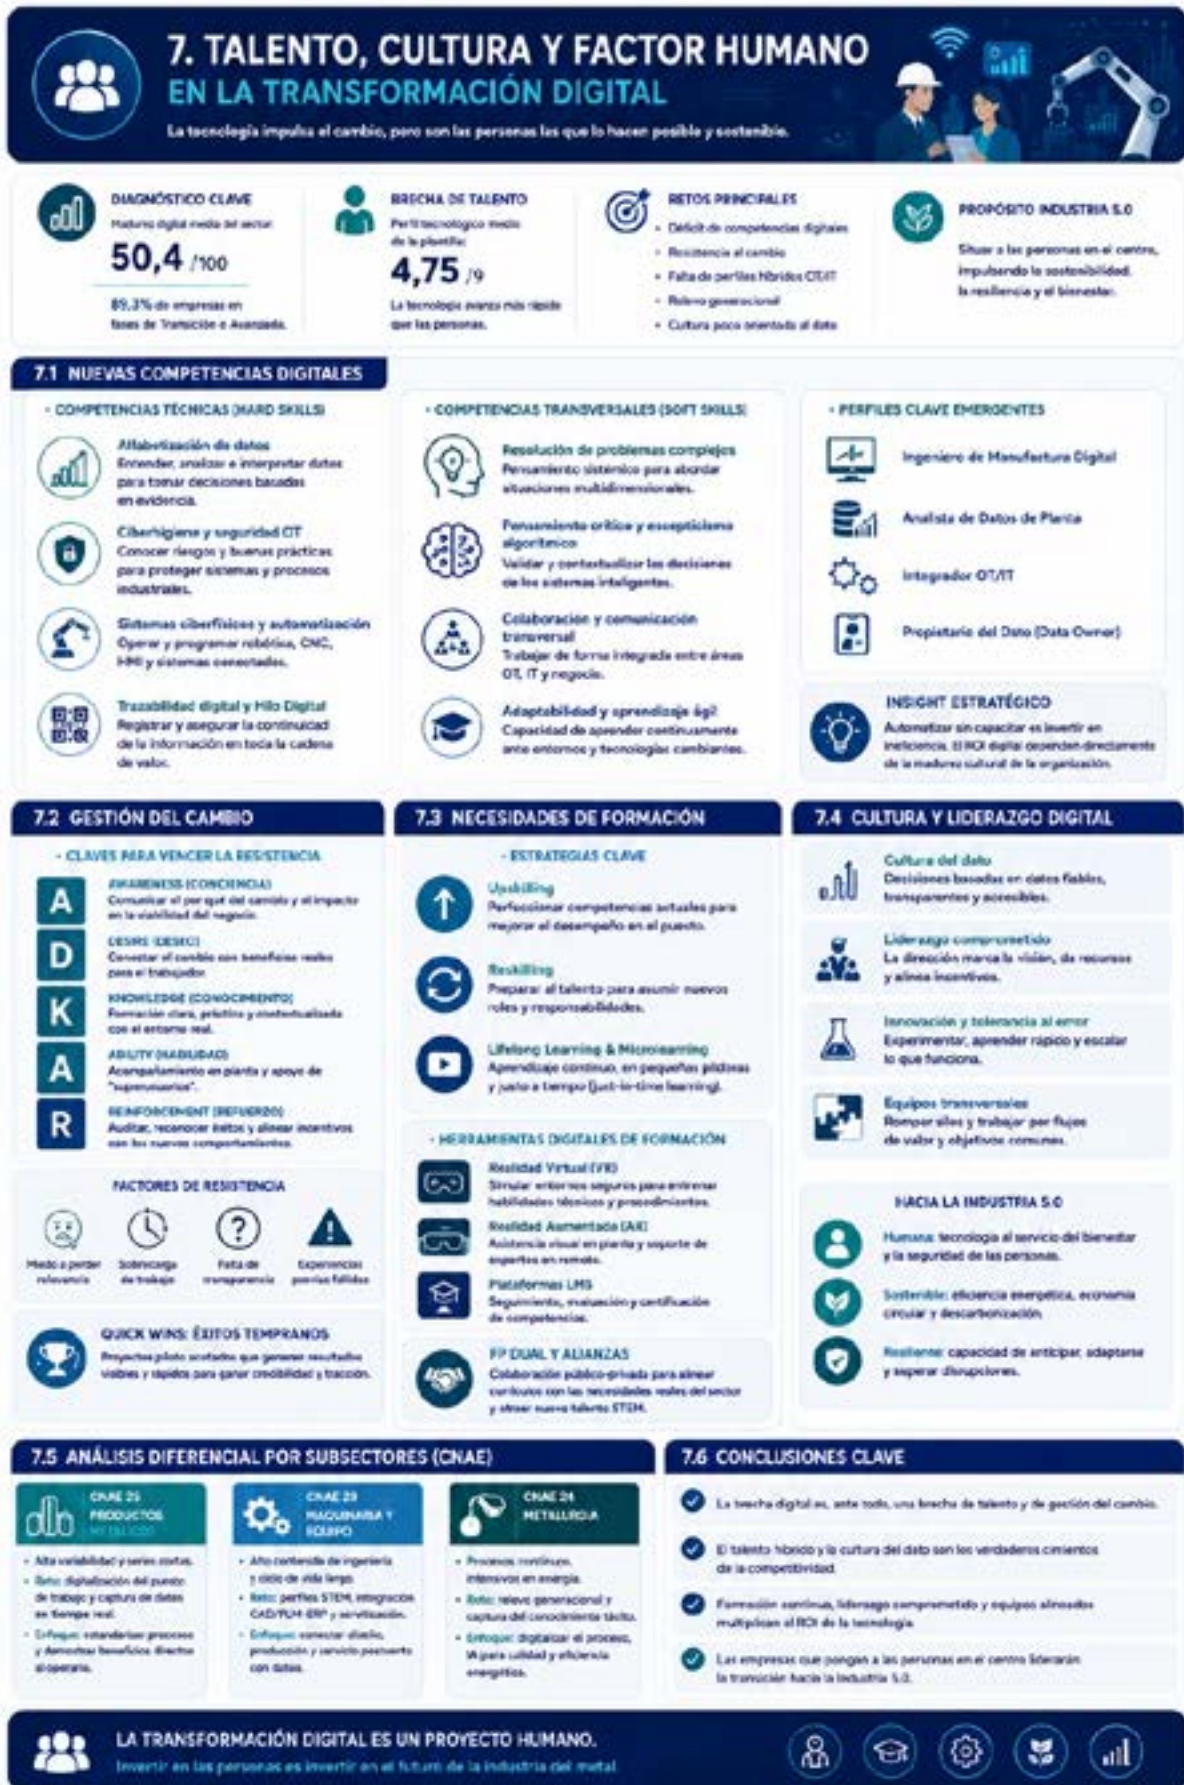 7. TALENTO, CULTURA Y FACTOR HUMANO
EN LA TRANSFORMACIÓN DIGITAL
La tecnología impulsa el cambio, pero son las personas las que lo hacen posible y sostenible.
DIAGNÓSTICO CLAVE
Madurez digital media del sector:
50,4 /100
89,3% de empresas en
fases de Transición o Avanzada.
BRECHA DE TALENTO
Perfil tecnológico medio
de la plantilla:
4,75 /9
La tecnología avanza más rápido
que las personas.
RETOS PRINCIPALES
• Déficit de competencias digitales
• Resistencia al cambio
• Falta de perfiles híbridos OT/IT
• Relevo generacional
• Cultura poco orientada al dato
PROPÓSITO INDUSTRIA 5.0
Situar a las personas en el centro,
impulsando la sostenibilidad,
la resiliencia y el bienestar.
7.1 NUEVAS COMPETENCIAS DIGITALES
• COMPETENCIAS TÉCNICAS (HARD SKILLS)
Alfabetización de datos
Entender, analizar e interpretar datos
para tomar decisiones basadas
en evidencia.
Ciberhigiene y seguridad OT
Conocer riesgos y buenas prácticas
para proteger sistemas y procesos
industriales.
Sistemas ciberfísicos y automatización
Operar y programar robótica, CNC,
HMI y sistemas conectados.
Trazabilidad digital y Hilo Digital
Registrar y asegurar la continuidad
de la información en toda la cadena
de valor.
• COMPETENCIAS TRANSVERSALES (SOFT SKILLS)
Resolución de problemas complejos
Pensamiento sistémico para abordar
situaciones multidimensionales.
Pensamiento crítico y escepticismo
algorítmico
Validar y contextualizar las decisiones
de los sistemas inteligentes.
Colaboración y comunicación
transversal
Trabajar de forma integrada entre áreas
OT, IT y negocio.
Adaptabilidad y aprendizaje ágil
Capacidad de aprender continuamente
ante entornos y tecnologías cambiantes.
• PERFILES CLAVE EMERGENTES
Ingeniero de Manufactura Digital
Analista de Datos de Planta
Integrador OT/IT
Propietario del Dato (Data Owner)
INSIGHT ESTRATÉGICO
Automatizar sin capacitar es invertir en
ineficiencia. El ROI digital dependen directamente
de la madurez cultural de la organización.
7.2 GESTIÓN DEL CAMBIO
• CLAVES PARA VENCER LA RESISTENCIA
A
AWARENESS (CONCIENCIA)
Comunicar el por qué del cambio y el impacto
en la viabilidad del negocio.
D
DESIRE (DESEO)
Conectar el cambio con beneficios reales
para el trabajador.
K
KNOWLEDGE (CONOCIMIENTO)
Formación clara, práctica y contextualizada
con el entorno real.
A
ABILITY (HABILIDAD)
Acompañamiento en planta y apoyo de
"superusuarios".
R
REINFORCEMENT (REFUERZO)
Auditar, reconocer éxitos y alinear incentivos
con los nuevos comportamientos.
FACTORES DE RESISTENCIA
Miedo a perder
relevancia
Sobrecarga
de trabajo
Falta de
transparencia
Experiencias
previas fallidas
QUICK WINS: ÉXITOS TEMPRANOS
Proyectos piloto acotados que generen resultados
visibles y rápidos para ganar credibilidad y tracción.
7.3 NECESIDADES DE FORMACIÓN
• ESTRATEGIAS CLAVE
Upskilling
Perfeccionar competencias actuales para
mejorar el desempeño en el puesto.
Reskilling
Preparar al talento para asumir nuevos
roles y responsabilidades.
Lifelong Learning & Microlearning
Aprendizaje continuo, en pequeñas píldoras
y justo a tiempo (just-in-time learning).
• HERRAMIENTAS DIGITALES DE FORMACIÓN
Realidad Virtual (VR)
Simular entornos seguros para entrenar
habilidades técnicas y procedimientos.
Realidad Aumentada (AR)
Asistencia visual en planta y soporte de
expertos en remoto.
Plataformas LMS
Seguimiento, evaluación y certificación
de competencias.
FP DUAL Y ALIANZAS
Colaboración público-privada para alinear
currículos con las necesidades reales del sector
y atraer nuevo talento STEM.
7.4 CULTURA Y LIDERAZGO DIGITAL
Cultura del dato
Decisiones basadas en datos fiables,
transparentes y accesibles.
Liderazgo comprometido
La dirección marca la visión, da recursos
y alinea incentivos.
Innovación y tolerancia al error
Experimentar, aprender rápido y escalar
lo que funciona.
Equipos transversales
Romper silos y trabajar por flujos
de valor y objetivos comunes.
HACIA LA INDUSTRIA 5.0
Humana: tecnología al servicio del bienestar
y la seguridad de las personas.
Sostenible: eficiencia energética, economía
circular y descarbonización.
Resiliente: capacidad de anticipar, adaptarse
y superar disrupciones.
7.5 ANÁLISIS DIFERENCIAL POR SUBSECTORES (CNAE)
CNAE 25
PRODUCTOS
METÁLICOS
• Alta variabilidad y series cortas.
• Reto: digitalización del puesto
de trabajo y captura de datos
en tiempo real.
• Enfoque: estandarizar procesos
y demostrar beneficios directos
al operario.
CNAE 28
MAQUINARIA Y
EQUIPO
• Alto contenido de ingeniería
y ciclo de vida largo.
• Reto: perfiles STEM, integración
CAD/PLM-ERP y servitización.
• Enfoque: conectar diseño,
producción y servicio postventa
con datos.
CNAE 24
METALURGIA
• Procesos continuos,
intensivos en energía.
• Reto: relevo generacional y
captura del conocimiento tácito.
• Enfoque: digitalizar el proceso,
IA para calidad y eficiencia
energética.
7.6 CONCLUSIONES CLAVE
La brecha digital es, ante todo, una brecha de talento y de gestión del cambio.
El talento híbrido y la cultura del dato son los verdaderos cimientos
de la competitividad.
Formación continua, liderazgo comprometido y equipos alineados
multiplican el ROI de la tecnología.
Las empresas que pongan a las personas en el centro liderarán
la transición hacia la Industria 5.0.
LA TRANSFORMACIÓN DIGITAL ES UN PROYECTO HUMANO.
Invertir en las personas es invertir en el futuro de la industria del metal.